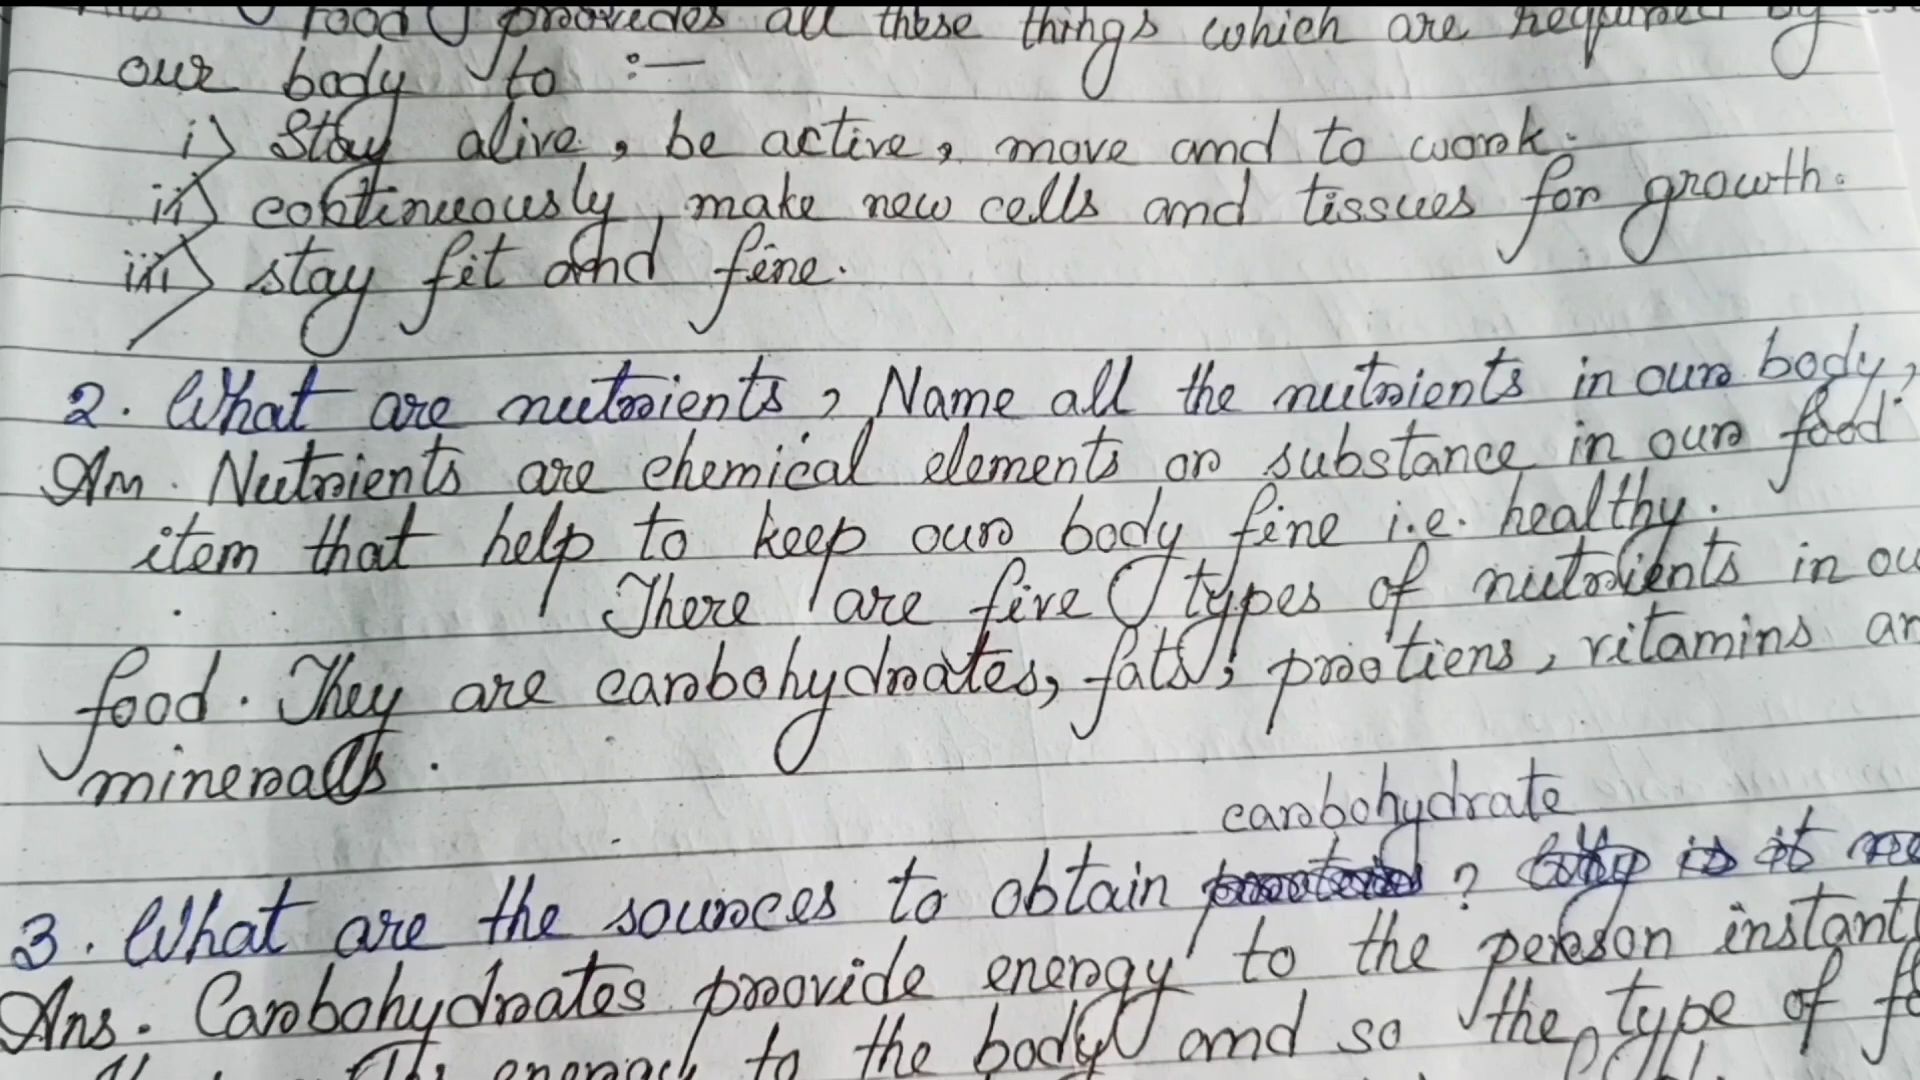 food provides all these things which are required by
our body to :—
i) Stay alive, be active, move and to work.
ii) continuously, make new cells and tissues for growth.
iii) stay fit and fine.
2. What are nutrients, Name all the nutrients in our body,
Ans. Nutrients are chemical elements or substance in our food
item that help to keep our body fine i.e. healthy.
There are five types of nutrients in ou
food. They are carbohydrates, fats, protiens, vitamins an
minerals.
carbohydrate
3. What are the sources to obtain ? is it
Ans. Carbohydrates provide energy to the person instant
to the body and so the type of f